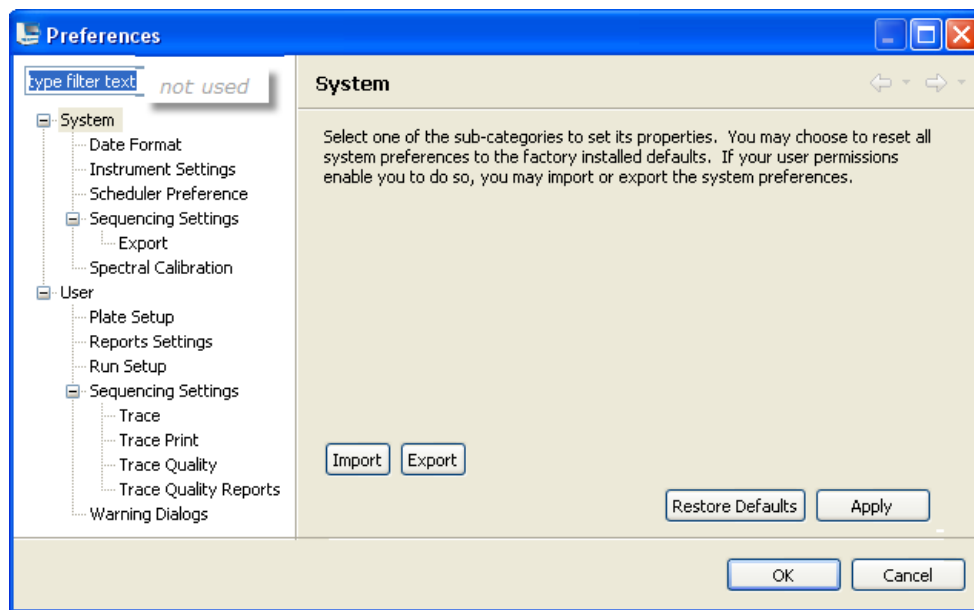 Preferences
type filter text
not used
System
Date Format
Instrument Settings
Scheduler Preference
Sequencing Settings
Export
Spectral Calibration
User
Plate Setup
Reports Settings
Run Setup
Sequencing Settings
Trace
Trace Print
Trace Quality
Trace Quality Reports
Warning Dialogs
System
Select one of the sub-categories to set its properties.  You may choose to reset all
system preferences to the factory installed defaults.  If your user permissions
enable you to do so, you may import or export the system preferences.
Import Export
Restore Defaults Apply
OK Cancel